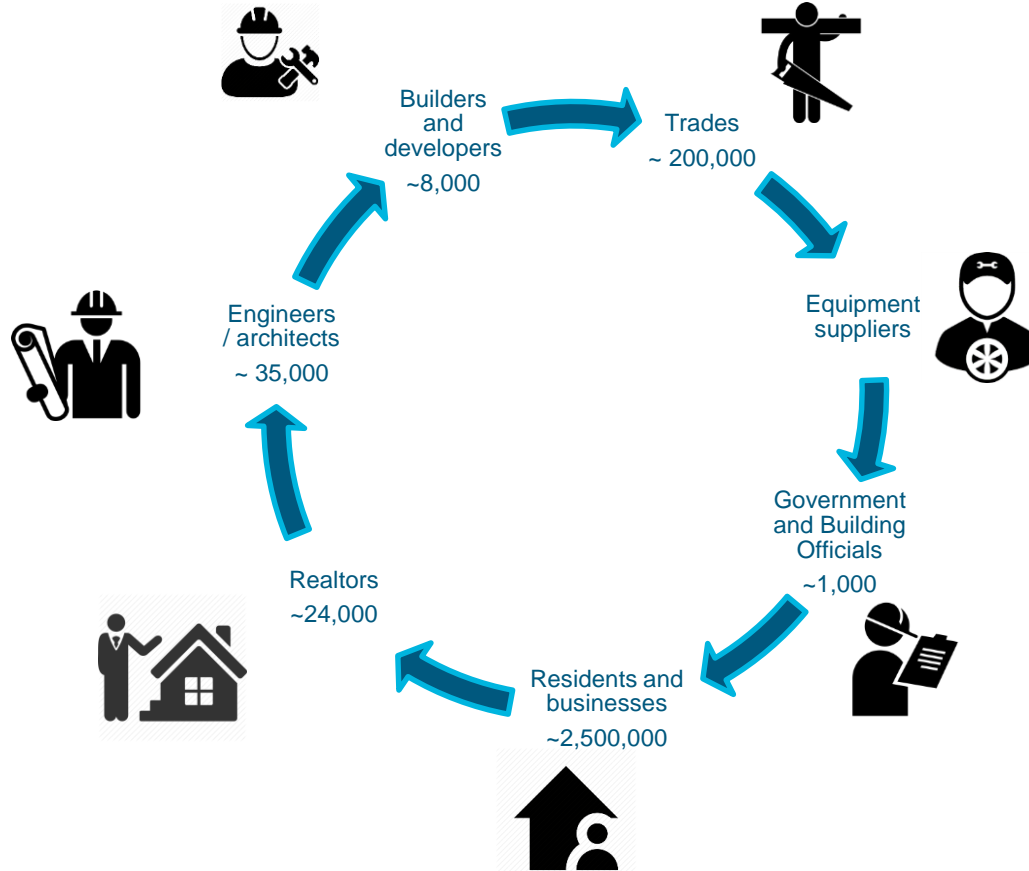 Builders
and
developers
~8,000
Trades
~ 200,000
Equipment
suppliers
Government
and Building
Officials
~1,000
Residents and
businesses
~2,500,000
Realtors
~24,000
Engineers
/ architects
~ 35,000